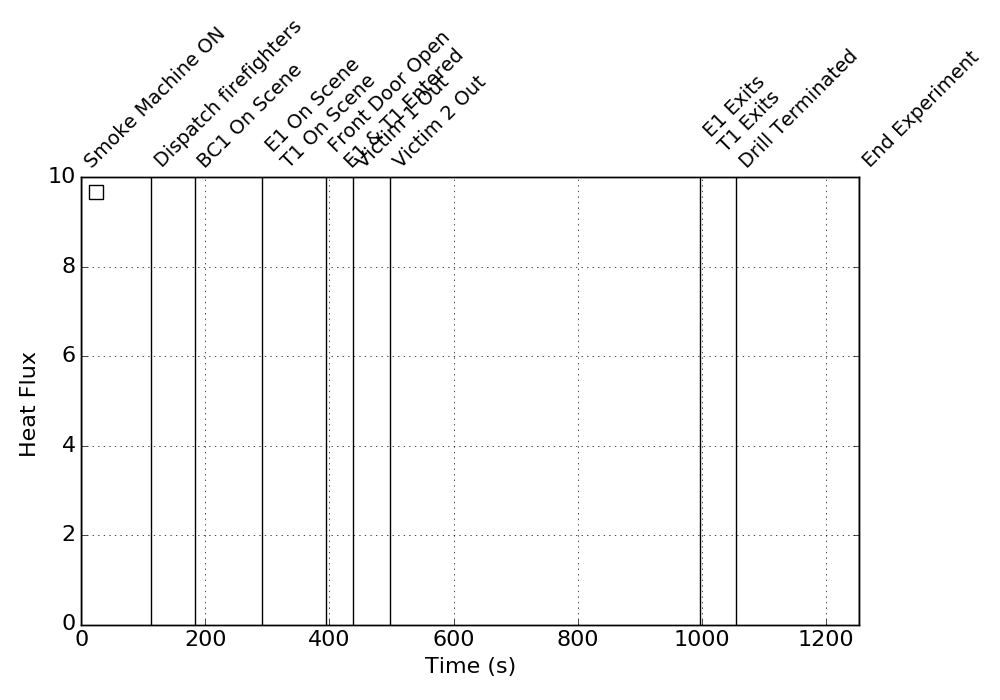 Smoke Machine ON
Dispatch firefighters
BC1 On Scene
E1 On Scene
T1 On Scene
Front Door Open
E1 & T1 Entered
Victim 1 Out
Victim 2 Out
E1 Exits
T1 Exits
Drill Terminated
End Experiment
10
8
6
4
2
0
Heat Flux
0 200 400 600 800 1000 1200
Time (s)